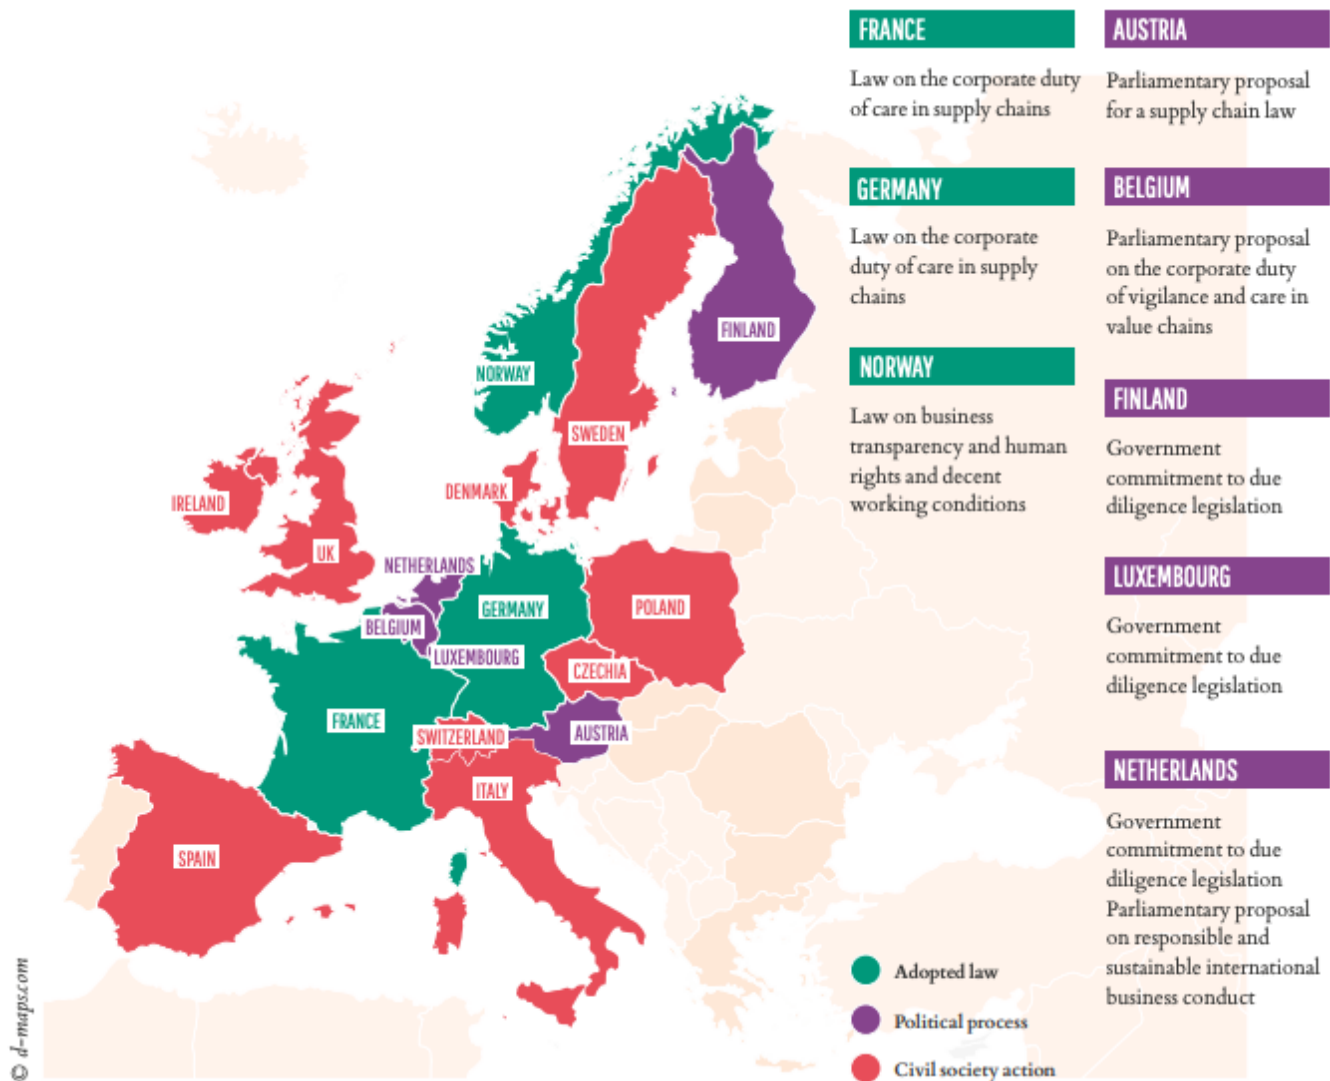 FRANCE
Law on the corporate duty
of care in supply chains
GERMANY
Law on the corporate
duty of care in supply
chains
NORWAY
Law on business
transparency and human
rights and decent
working conditions
AUSTRIA
Parliamentary proposal
for a supply chain law
BELGIUM
Parliamentary proposal
on the corporate duty
of vigilance and care in
value chains
FINLAND
Government
commitment to due
diligence legislation
LUXEMBOURG
Government
commitment to due
diligence legislation
NETHERLANDS
Government
commitment to due
diligence legislation
Parliamentary proposal
on responsible and
sustainable international
business conduct
FINLAND
NORWAY
SWEDEN
DENMARK
IRELAND
UK
NETHERLANDS
GERMANY
POLAND
BELGIUM
LUXEMBOURG
CZECHIA
FRANCE
SWITZERLAND
AUSTRIA
ITALY
SPAIN
Adopted law
Political process
Civil society action
© d-maps.com